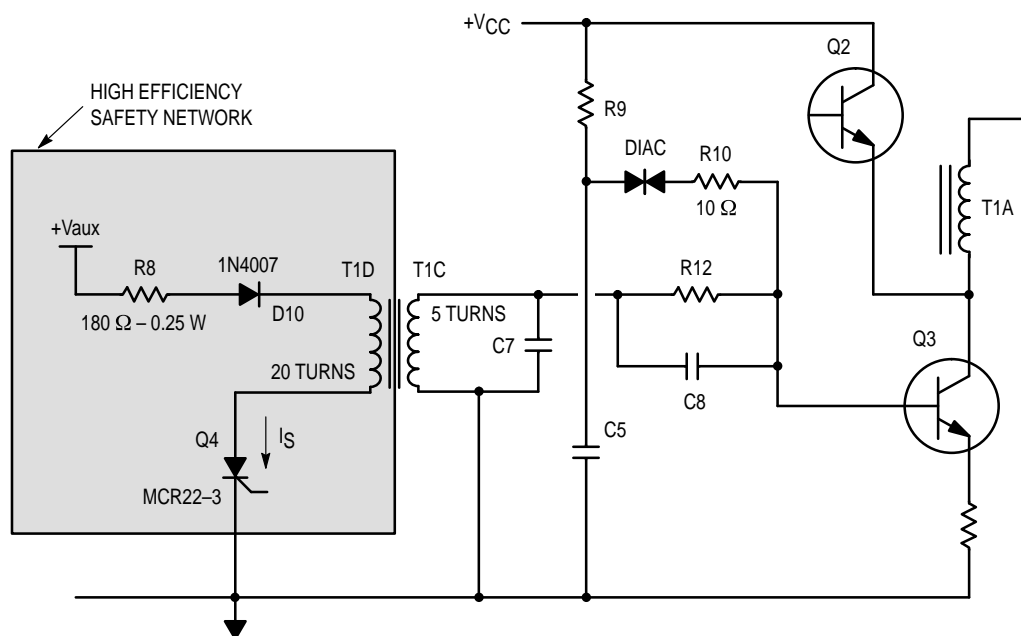 +VCC
Q2
HIGH EFFICIENCY
SAFETY NETWORK
R9
DIAC
R10
10 Ω
T1A
+Vaux
R8
1N4007
T1D
T1C
R12
D10
5 TURNS
180 Ω – 0.25 W
C7
Q3
20 TURNS
C8
Q4
IS
C5
MCR22–3